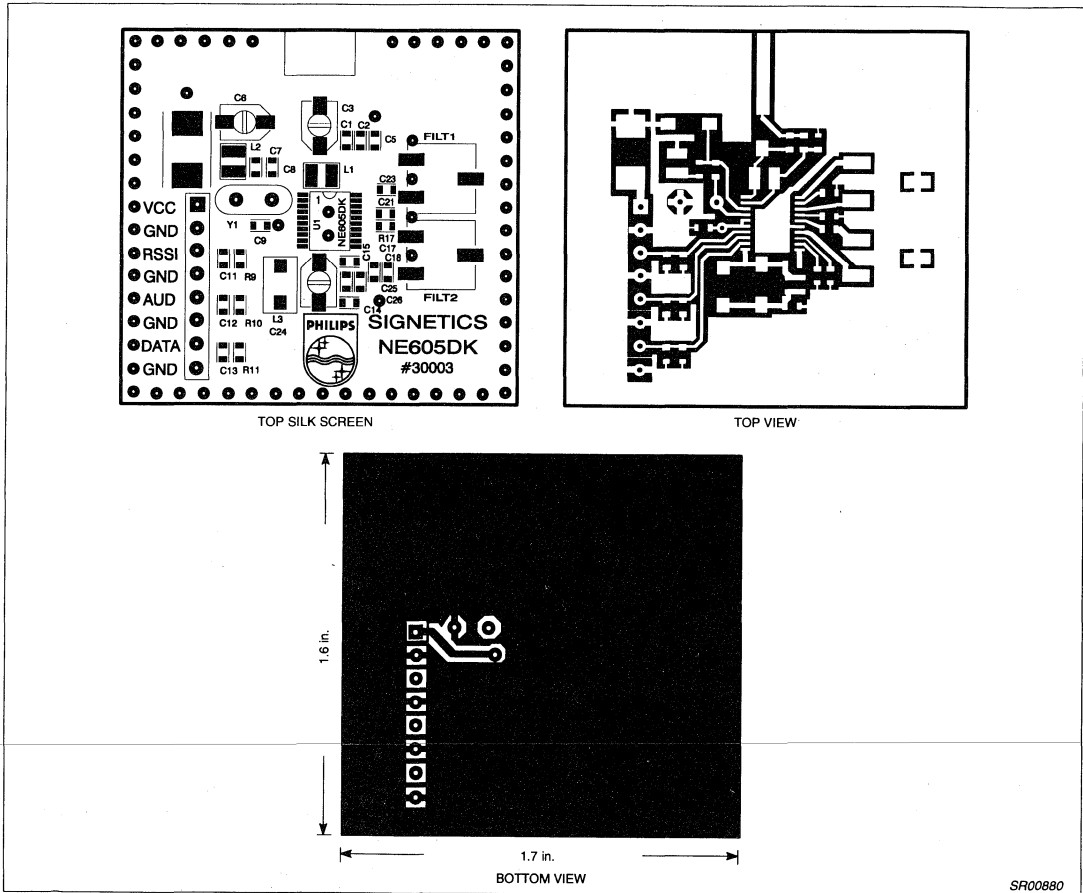 C6
C3
C1 C2
C5
FILT1
L2
C7
C8
L1
C23
VCC
1
C21
GND
Y1
U1
NE605DK
R17
C9
C17
RSSI
C15
C18
GND
C11 R9
C25
FILT2
AUD
C26
C14
GND
C12 R10
L3
C24
PHILIPS
SIGNETICS
DATA
NE605DK
GND
C13 R11
#30003
TOP SILK SCREEN
TOP VIEW
1.6 in.
1.7 in.
BOTTOM VIEW
SR00880